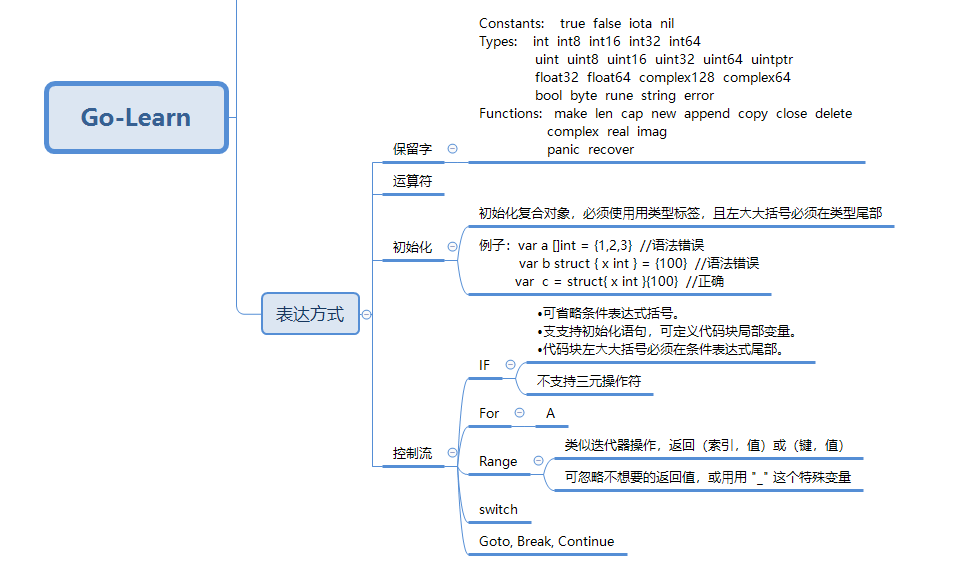 Go-Learn
表达方式
保留字
Constants: true false iota nil
Types: int int8 int16 int32 int64
uint uint8 uint16 uint32 uint64 uintptr
float32 float64 complex128 complex64
bool byte rune string error
Functions: make len cap new append copy close delete
complex real imag
panic recover
运算符
初始化
初始化复合对象，必须使用用类型标签，且左大大括号必须在类型尾部
例子：var a []int = {1,2,3} //语法错误
var b struct { x int } = {100} //语法错误
var c = struct{ x int }{100} //正确
控制流
IF
•可省略条件表达式括号。
•支支持初始化语句，可定义代码块局部变量。
•代码块左大大括号必须在条件表达式尾部。
不支持三元操作符
For
A
Range
类似迭代器操作，返回（索引，值）或（键，值）
可忽略不想要的返回值，或用用 "_" 这个特殊变量
switch
Goto, Break, Continue